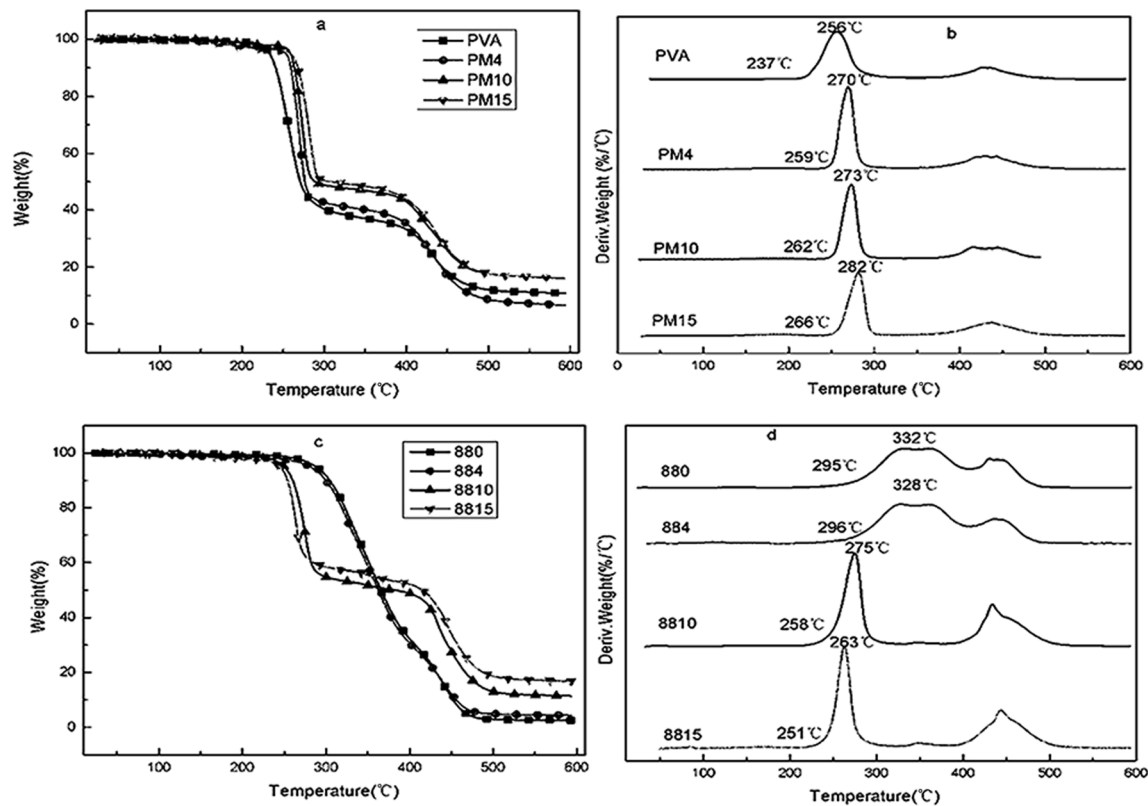 a
100
80
60
40
20
0
Weight(%)
PVA
PM4
PM10
PM15
100 200 300 400 500 600
Temperature (℃)
b
256℃
PVA
237℃
270℃
PM4
259℃
273℃
PM10
262℃
282℃
PM15
266℃
Deriv.Weight (%/℃)
0 100 200 300 400 500 600
Temperature (℃)
c
100
80
60
40
20
0
Weight(%)
880
884
8810
8815
100 200 300 400 500 600
Temperature(℃)
d
332℃
880
295℃
328℃
884
296℃
275℃
8810
258℃
263℃
8815
251℃
Deriv.Weight(%/℃)
100 200 300 400 500 600
Temperature(℃)